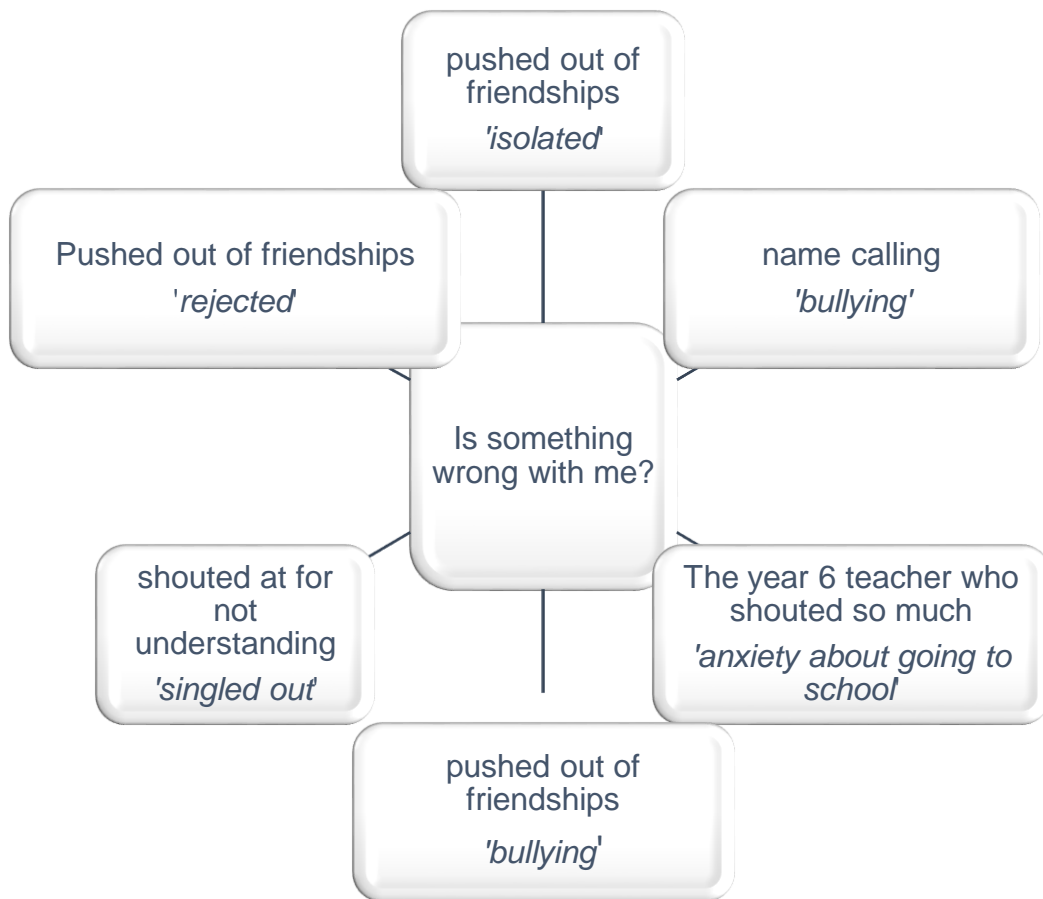 pushed out of
friendships
'isolated'
Pushed out of friendships
'rejected'
name calling
'bullying'
Is something
wrong with me?
shouted at for
not
understanding
'singled out'
The year 6 teacher who
shouted so much
'anxiety about going to
school'
pushed out of
friendships
'bullying'